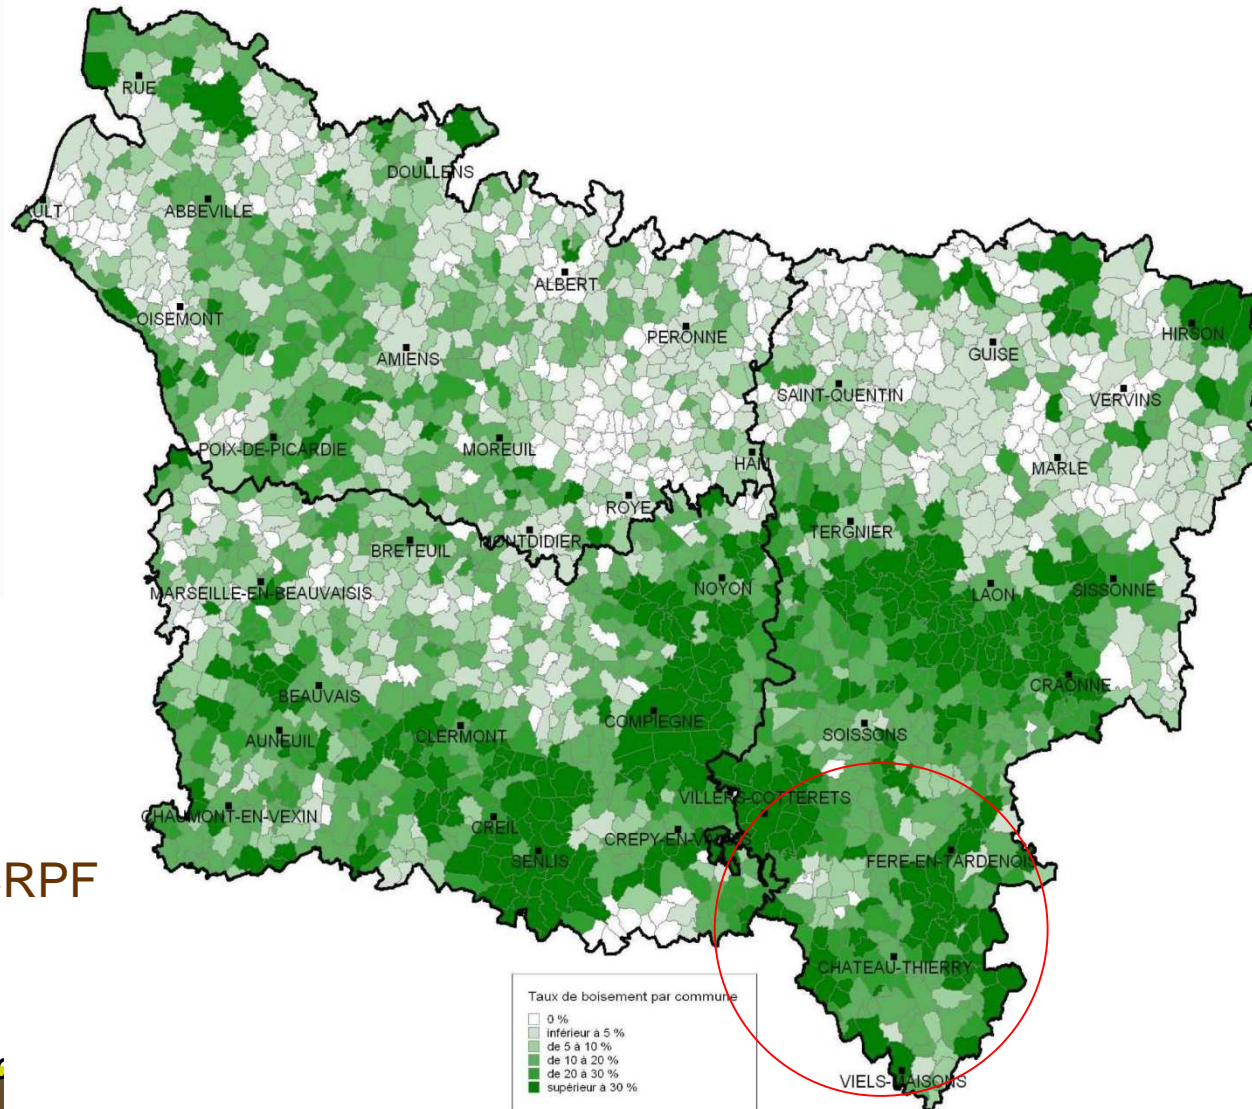 RUE
DOULLENS
AULT
ABBEVILLE
ALBERT
OISEMONT
PERONNE
HIRSON
AMIENS
GUISE
SAINT-QUENTIN
VERVINS
POIX-DE-PICARDIE
MOREUIL
HAM
MARLE
ROYE
TERGNIER
MONTDIDIER
BRETEUIL
NOYON
MARSEILLE-EN-BEAUVAISIS
LAON
SISSONNE
BEAUVAIS
CRAONNE
COMPIEGNE
AUNEUIL
CLERMONT
SOISSONS
VILLERS-COTTERETS
CHAUMONT-EN-VEXIN
CREIL
CREPY-EN-VALOIS
SENLIS
FERE-EN-TARDENOIS
RPF
CHATEAU-THIERRY
VIELS-MAISONS
Taux de boisement par commune
0 %
inférieur à 5 %
de 5 à 10 %
de 10 à 20 %
de 20 à 30 %
supérieur à 30 %